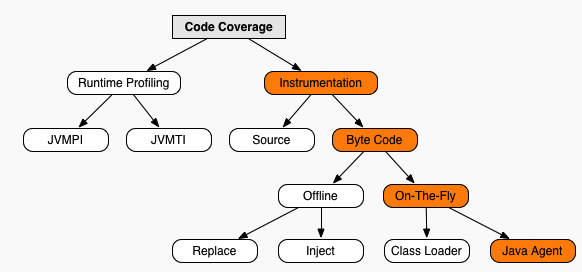 Code Coverage
Runtime Profiling
Instrumentation
JVMPI
JVMTI
Source
Byte Code
Offline
On-The-Fly
Replace
Inject
Class Loader
Java Agent